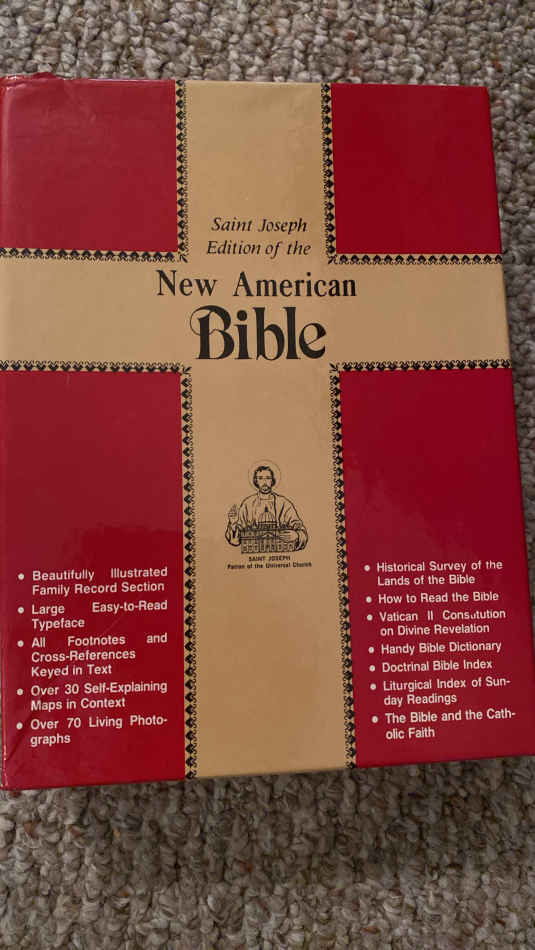 Saint Joseph
Edition of the
New American
Bible
SAINT JOSEPH
Patron of the Universal Church
• Beautifully Illustrated
Family Record Section
• Large Easy-to-Read
Typeface
• All Footnotes and
Cross-References
Keyed in Text
• Over 30 Self-Explaining
Maps in Context
• Over 70 Living Photo-
graphs
• Historical Survey of the
Lands of the Bible
• How to Read the Bible
• Vatican II Constitution
on Divine Revelation
• Handy Bible Dictionary
• Doctrinal Bible Index
• Liturgical Index of Sun-
day Readings
• The Bible and the Cath-
olic Faith